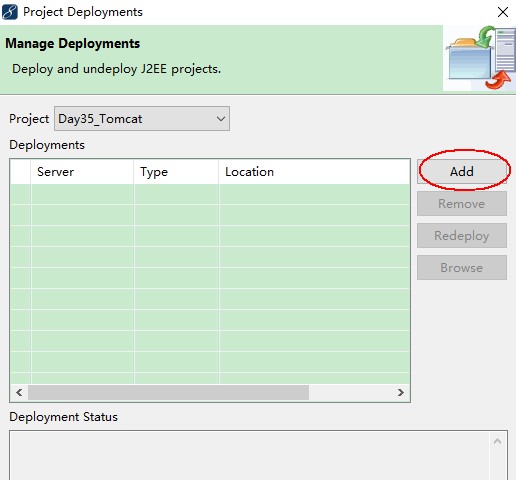 Project Deployments
Manage Deployments
Deploy and undeploy J2EE projects.
Project Day35_Tomcat
Deployments
Server Type Location
Add
Remove
Redeploy
Browse
Deployment Status